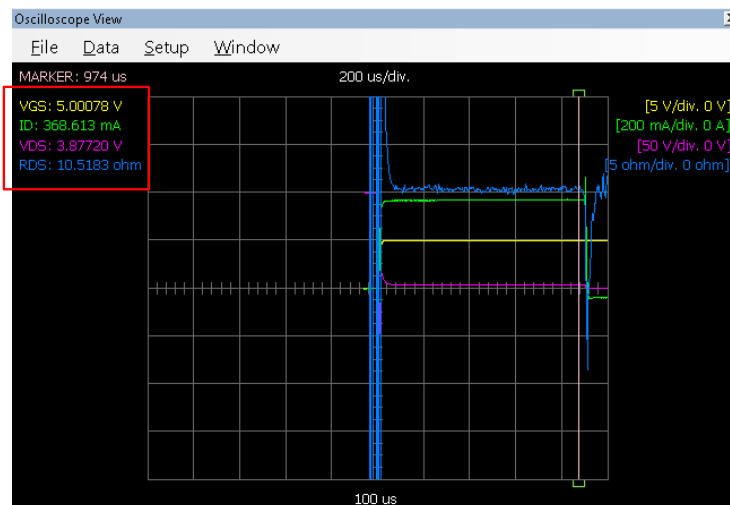 Oscilloscope View
File Data Setup Window
MARKER: 974 us
200 us/div.
VGS: 5.00078 V
ID: 368.613 mA
VDS: 3.87720 V
RDS: 10.5183 ohm
[5 V/div. 0 V]
[200 mA/div. 0 A]
[50 V/div. 0 V]
[5 ohm/div. 0 ohm]
100 us